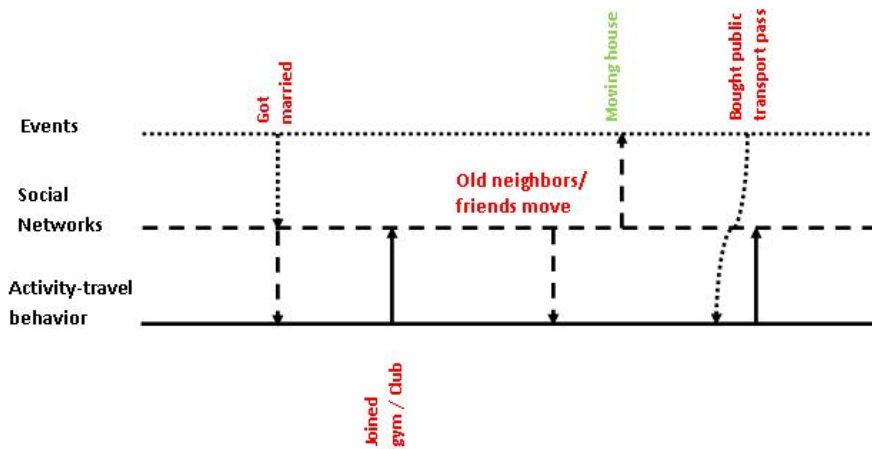 Got
married
Moving house
Bought public
transport pass
Events
Old neighbors/
friends move
Social
Networks
Activity-travel
behavior
Joined
gym / Club